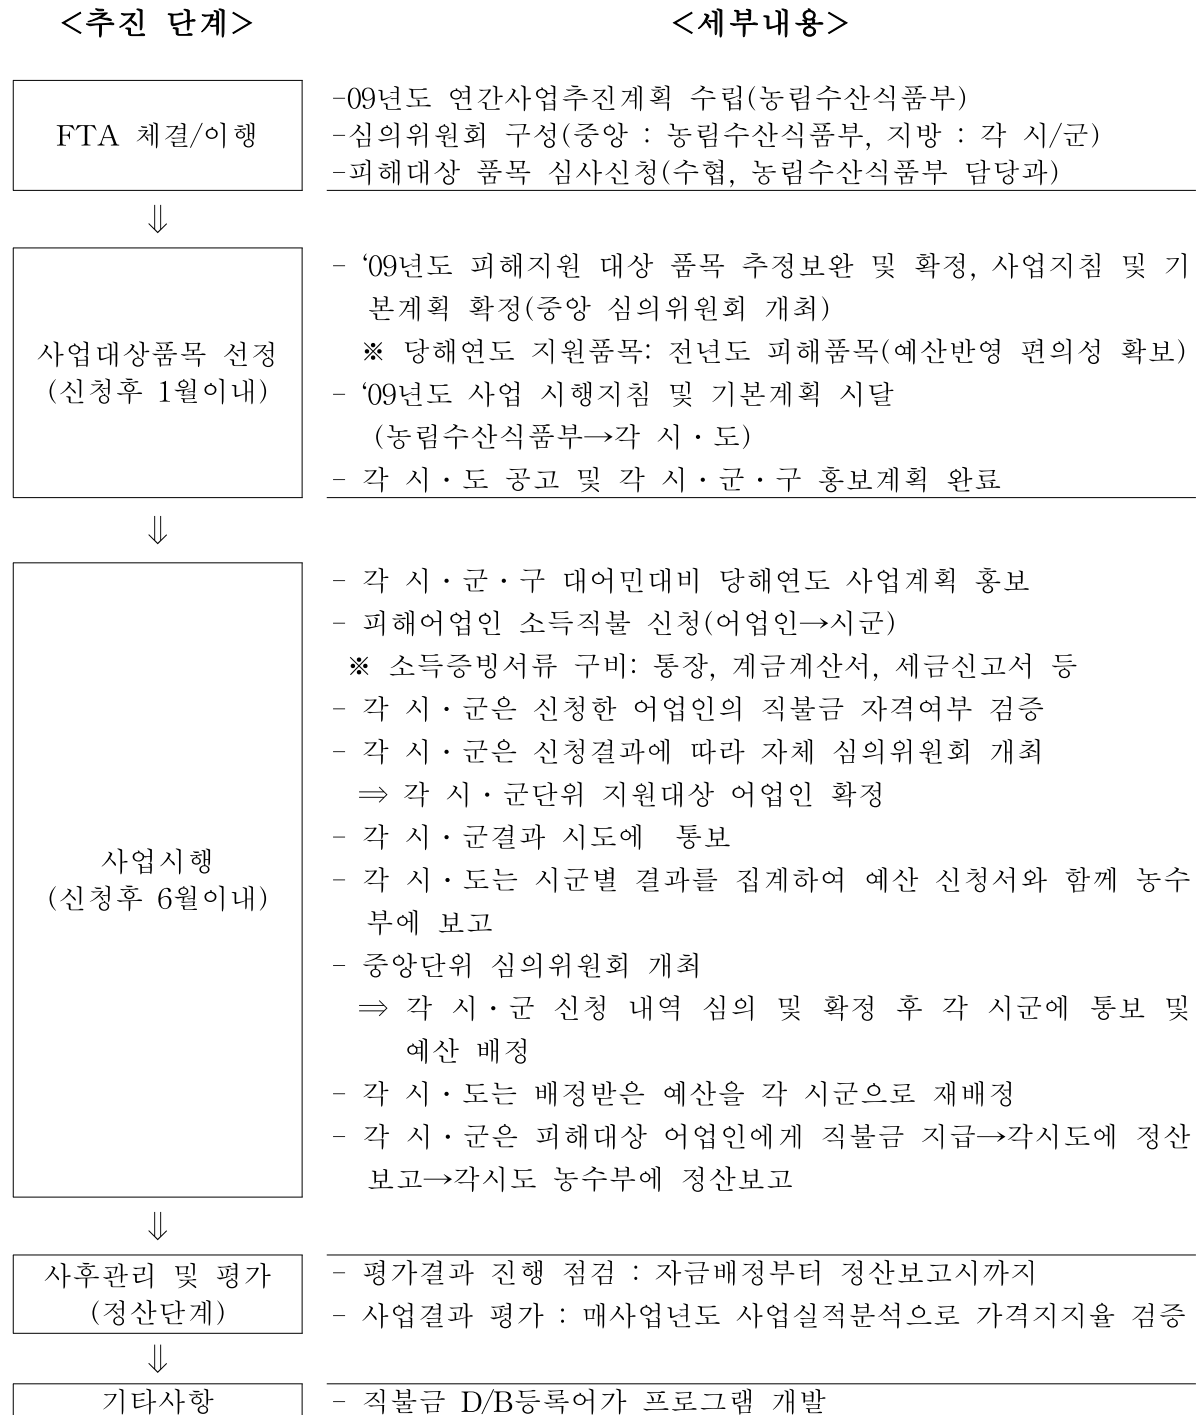 <추진 단계>
<세부내용>
FTA 체결/이행
-09년도 연간사업추진계획 수립(농림수산식품부)
-심의위원회 구성(중앙 : 농림수산식품부, 지방 : 각 시/군)
-피해대상 품목 심사신청(수협, 농림수산식품부 담당과)
⇓
사업대상품목 선정
(신청후 1월이내)
- ‘09년도 피해지원 대상 품목 추정보완 및 확정, 사업지침 및 기
본계획 확정(중앙 심의위원회 개최)
※ 당해연도 지원품목: 전년도 피해품목(예산반영 편의성 확보)
- ‘09년도 사업 시행지침 및 기본계획 시달
(농림수산식품부→각 시·도)
- 각 시·도 공고 및 각 시·군·구 홍보계획 완료
⇓
사업시행
(신청후 6월이내)
- 각 시·군·구 대어민대비 당해연도 사업계획 홍보
- 피해어업인 소득직불 신청(어업인→시군)
※ 소득증빙서류 구비: 통장, 계금계산서, 세금신고서 등
- 각 시·군은 신청한 어업인의 직불금 자격여부 검증
- 각 시·군은 신청결과에 따라 자체 심의위원회 개최
⇒ 각 시·군단위 지원대상 어업인 확정
- 각 시·군결과 시도에 통보
- 각 시·도는 시군별 결과를 집계하여 예산 신청서와 함께 농수
부에 보고
- 중앙단위 심의위원회 개최
⇒ 각 시·군 신청 내역 심의 및 확정 후 각 시군에 통보 및
예산 배정
- 각 시·도는 배정받은 예산을 각 시군으로 재배정
- 각 시·군은 피해대상 어업인에게 직불금 지급→각시도에 정산
보고→각시도 농수부에 정산보고
⇓
사후관리 및 평가
(정산단계)
- 평가결과 진행 점검 : 자금배정부터 정산보고시까지
- 사업결과 평가 : 매사업년도 사업실적분석으로 가격지지율 검증
⇓
기타사항
- 직불금 D/B등록어가 프로그램 개발